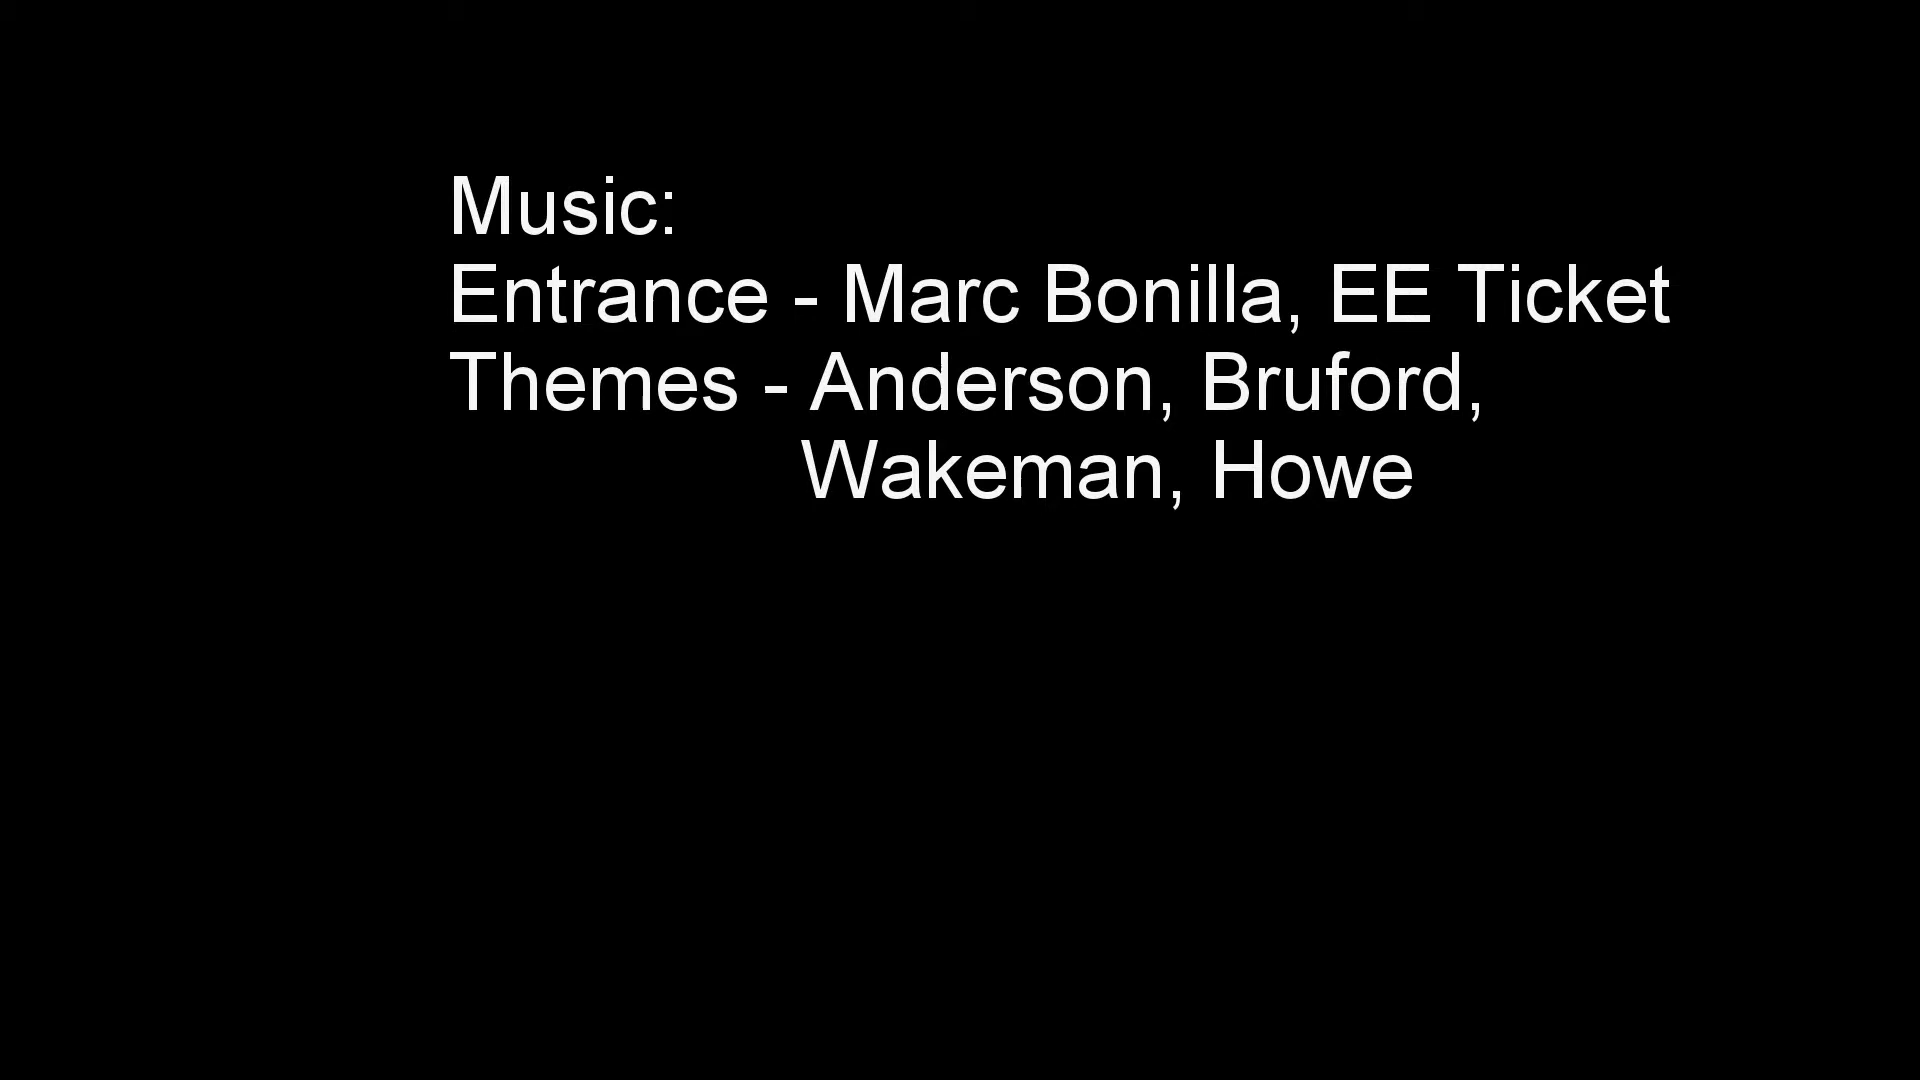 Music:
Entrance - Marc Bonilla, EE Ticket
Themes - Anderson, Bruford,
Wakeman, Howe